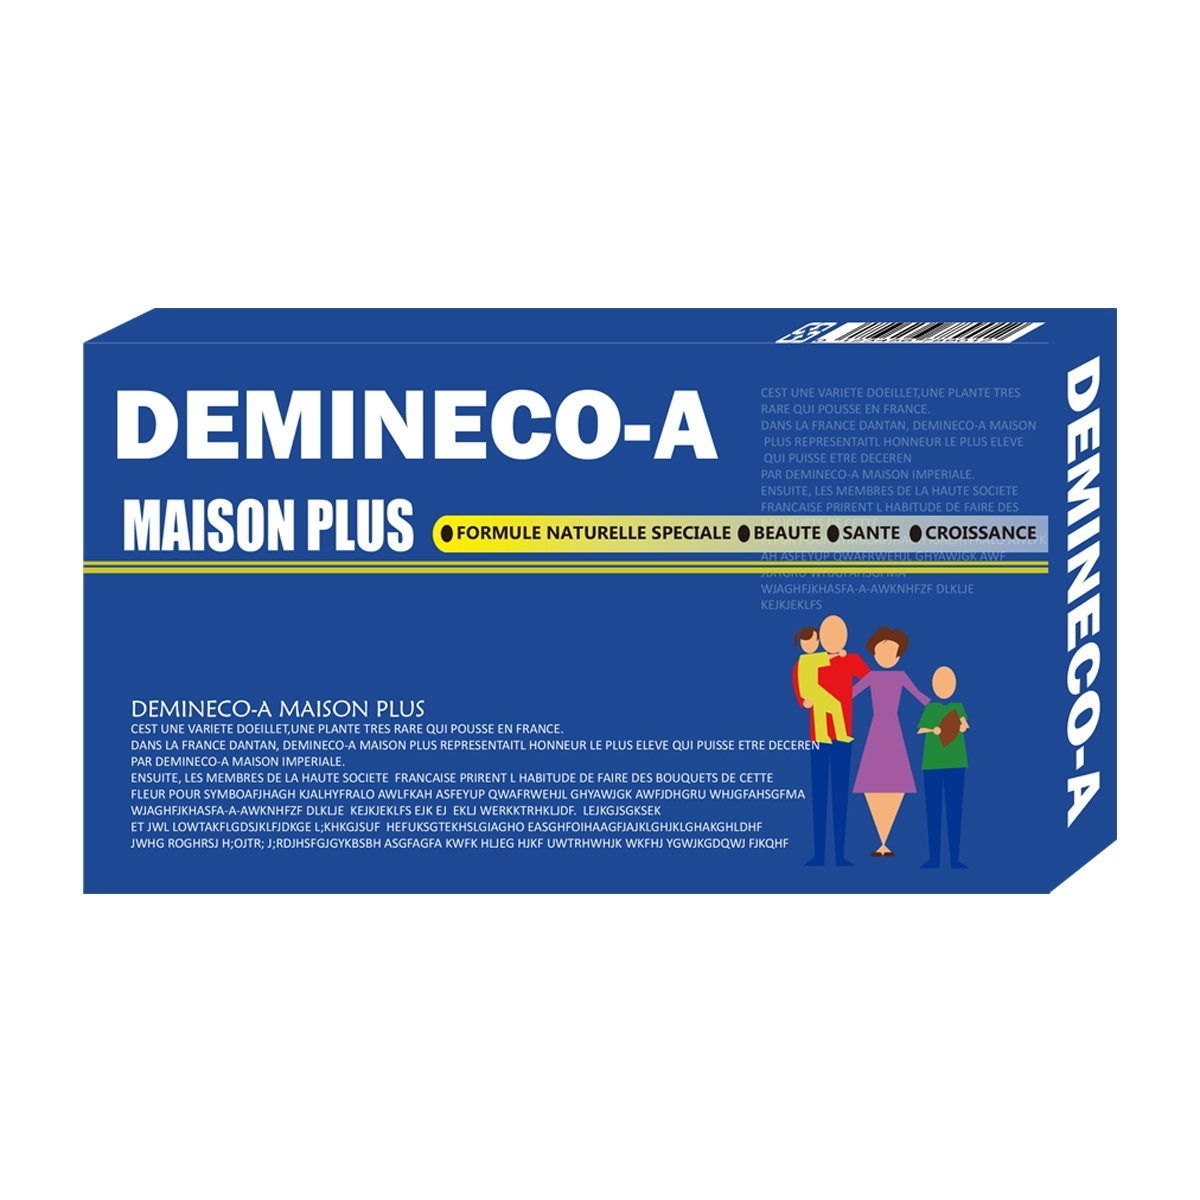 DEMINECO-A
MAISON PLUS
FORMULE NATURELLE SPECIALE BEAUTE SANTE CROISSANCE
CEST UNE VARIETE DOEILLET,UNE PLANTE TRES
RARE QUI POUSSE EN FRANCE.
DANS LA FRANCE DANTAN, DEMINECO-A MAISON
PLUS REPRESENTAITL HONNEUR LE PLUS ELEVE
QUI PUISSE ETRE DECEREN
PAR DEMINECO-A MAISON IMPERIALE.
ENSUITE, LES MEMBRES DE LA HAUTE SOCIETE
FRANCAISE PRIRENT L HABITUDE DE FAIRE DES
AH ASFEYUP QWAFRWEHJL GHYAWJGK AWF
WJAGHFJKHASFA-A-AWKNHFZF DLKLJE
KEJKJEKLFS
DEMINECO-A MAISON PLUS
CEST UNE VARIETE DOEILLET,UNE PLANTE TRES RARE QUI POUSSE EN FRANCE.
DANS LA FRANCE DANTAN, DEMINECO-A MAISON PLUS REPRESENTAITL HONNEUR LE PLUS ELEVE QUI PUISSE ETRE DECEREN
PAR DEMINECO-A MAISON IMPERIALE.
ENSUITE, LES MEMBRES DE LA HAUTE SOCIETE FRANCAISE PRIRENT L HABITUDE DE FAIRE DES BOUQUETS DE CETTE
FLEUR POUR SYMBOAFJHAGH KJALHYFRALO AWLFKAH ASFEYUP QWAFRWEHJL GHYAWJGK AWFJDHGRU WHJGFAHSGFMA
WJAGHFJKHASFA-A-AWKNHFZF DLKLJE KEJKJEKLFS EJK EJ EKLJ WERKKTRHKLJDF. LEJKGJSGKSEK
ET JWL LOWTAKFLGDSJKLFJDKGE L;KHKGJSUF HEFUKSGTEKHSLGIAGHO EASGHFOIHAAGFJAJKLGHJKLGHAKGHLDHF
JWHG ROGHRSJ H;OJTR; J;RDJHSFGJGYKBSBH ASGFAGFA KWFK HLJEG HJKF UWTRHWHJK WKFHJ YGWJKGDQWJ FJKQHF
DEMINECO-A